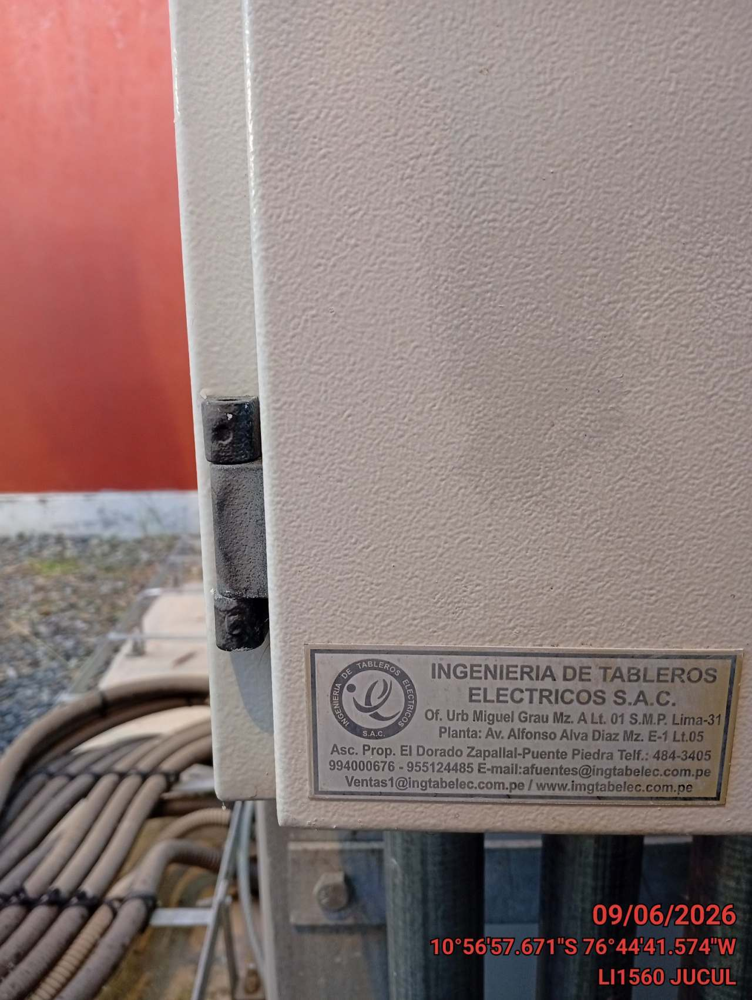 INGENIERIA DE TABLEROS ELECTRICOS
S.A.C.
INGENIERIA DE TABLEROS
ELECTRICOS S.A.C.
Of. Urb Miguel Grau Mz. A Lt. 01 S.M.P. Lima-31
Planta: Av. Alfonso Alva Diaz Mz. E-1 Lt.05
Asc. Prop. El Dorado Zapallal-Puente Piedra Telf.: 484-3405
994000676 - 955124485 E-mail:afuentes@ingtabelec.com.pe
Ventas1@ingtabelec.com.pe / www.imgtabelec.com.pe
09/06/2026
10°56'57.671"S 76°44'41.574"W
LI1560 JUCUL